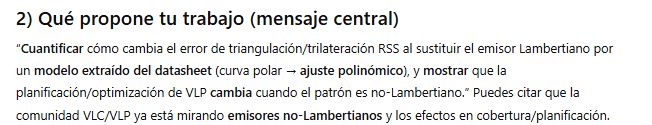 2) Qué propone tu trabajo (mensaje central)
“Cuantificar cómo cambia el error de triangulación/trilateración RSS al sustituir el emisor Lambertiano por
un modelo extraído del datasheet (curva polar → ajuste polinómico), y mostrar que la
planificación/optimización de VLP cambia cuando el patrón es no-Lambertiano.” Puedes citar que la
comunidad VLC/VLP ya está mirando emisores no-Lambertianos y los efectos en cobertura/planificación.